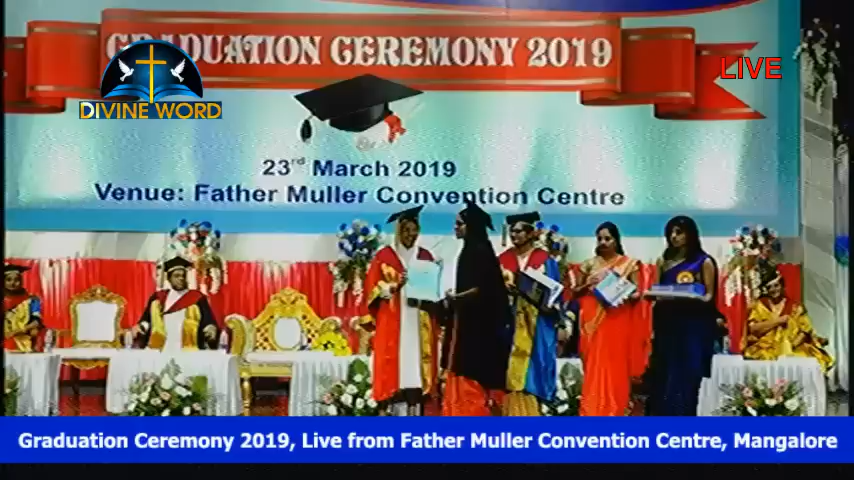 GRADUATION CEREMONY 2019
LIVE
DIVINE WORD
23rd March 2019
Venue: Father Muller Convention Centre
Graduation Ceremony 2019, Live from Father Muller Convention Centre, Mangalore